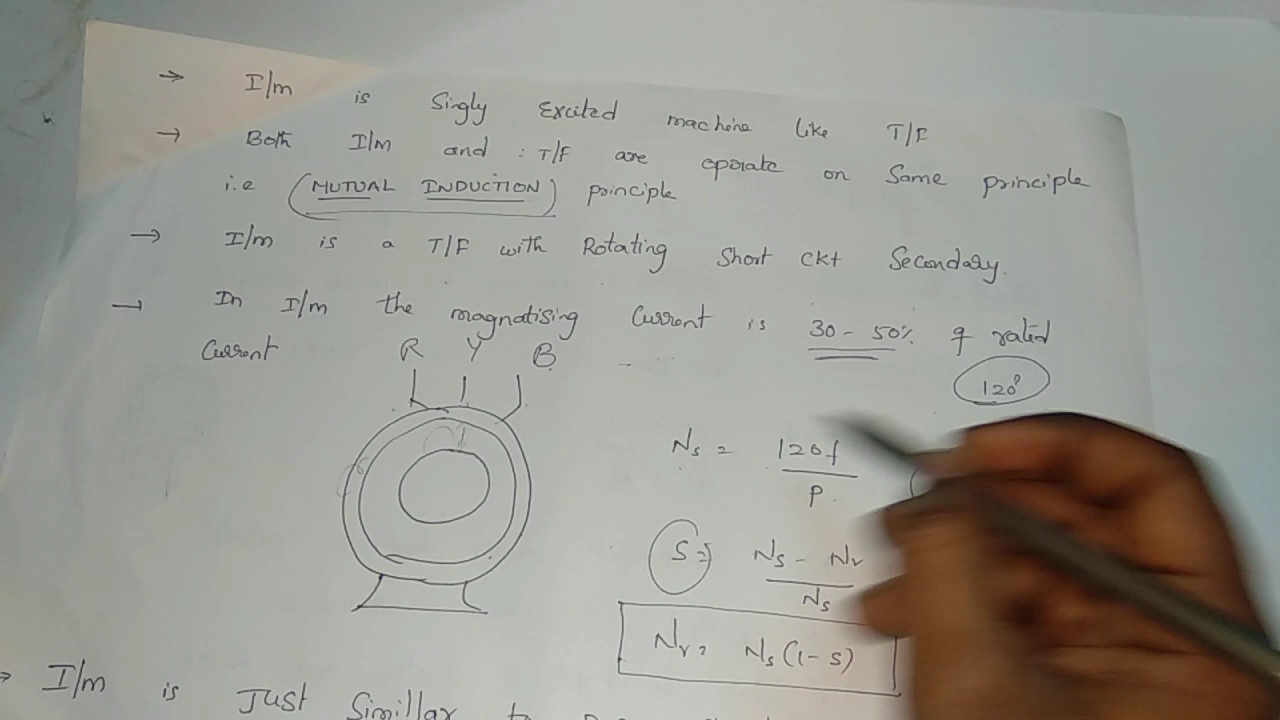 → I/m is Singly Excited machine like T/F
→ Both I/m and : T/F are operate on Same principle
i.e (MUTUAL INDUCTION) principle
→ I/m is a T/F with Rotating Short ckt Secondary.
→ In I/m the magnatising Current is 30 - 50% of rated
Current
R Y B
120°
Ns = 120f
P
S = Ns - Nr
Ns
Nr = Ns (1 - s)
→ I/m is Just Simillar to